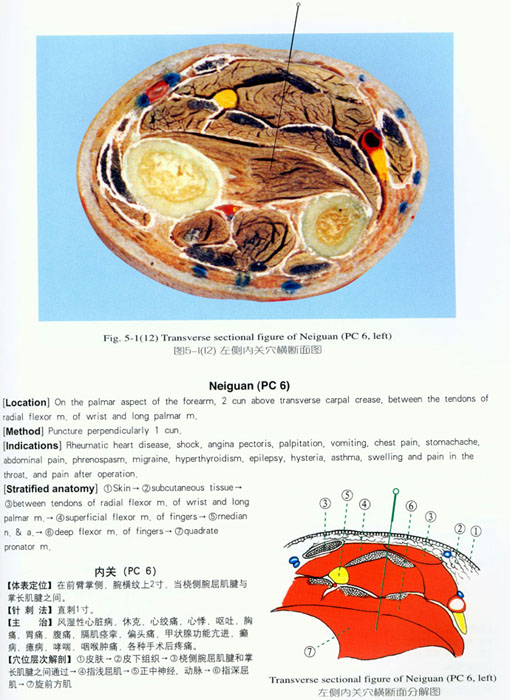 Fig. 5-1(12) Transverse sectional figure of Neiguan (PC 6, left)
图5-1(12) 左侧内关穴横断面图
Neiguan (PC 6)
[Location] On the palmar aspect of the forearm, 2 cun above transverse carpal crease, between the tendons of
radial flexor m. of wrist and long palmar m.
[Method] Puncture perpendicularly 1 cun.
[Indications] Rheumatic heart disease, shock, angina pectoris, palpitation, vomiting, chest pain, stomachache,
abdominal pain, phrenospasm, migraine, hyperthyroidism, epilepsy, hysteria, asthma, swelling and pain in the
throat, and pain after operation.
[Stratified anatomy] ①Skin→②subcutaneous tissue→
③between tendons of radial flexor m. of wrist and long
palmar m.→④superficial flexor m. of fingers→⑤median
n. & a.→⑥deep flexor m. of fingers→⑦quadrate
pronator m.
内关 (PC 6)
【体表定位】在前臂掌侧，腕横纹上2寸，当桡侧腕屈肌腱与
掌长肌腱之间。
【针 刺 法】直刺1寸。
【主　　治】风湿性心脏病、休克、心绞痛、心悸、呕吐、胸
痛、胃痛、腹痛、膈肌痉挛、偏头痛、甲状腺功能亢进、癫
病、癔病、哮喘、咽喉肿痛、各种手术后疼痛。
【穴位层次解剖】①皮肤→②皮下组织→③桡侧腕屈肌腱和掌
长肌腱之间通过→④指浅屈肌→⑤正中神经、动脉→⑥指深屈
肌→⑦旋前方肌
③ ⑤ ④ ⑥ ③ ② ①
⑦
Transverse sectional figure of Neiguan (PC 6, left)
左侧内关穴横断面分解图